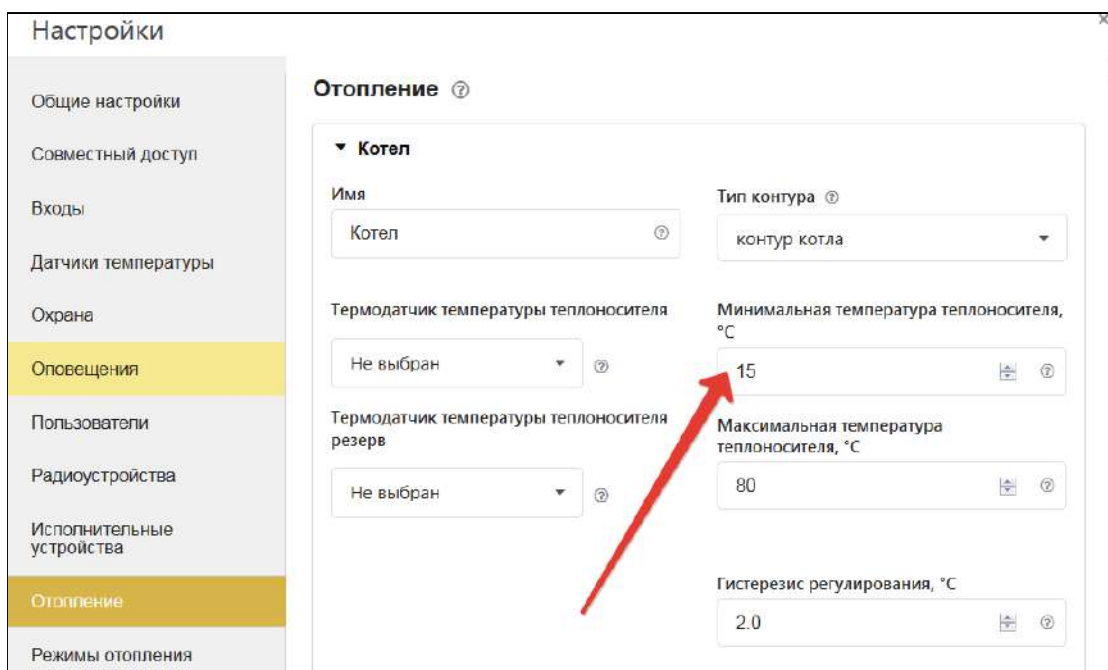 Настройки
Общие настройки
Совместный доступ
Входы
Датчики температуры
Охрана
Оповещения
Пользователи
Радиоустройства
Исполнительные
устройства
Отопление
Режимы отопления
Отопление
Котел
Имя
Котел
Тип контура
контур котла
Термодатчик температуры теплоносителя
Не выбран
Минимальная температура теплоносителя,
°C
15
Термодатчик температуры теплоносителя
резерв
Не выбран
Максимальная температура
теплоносителя, °C
80
Гистерезис регулирования, °C
2.0